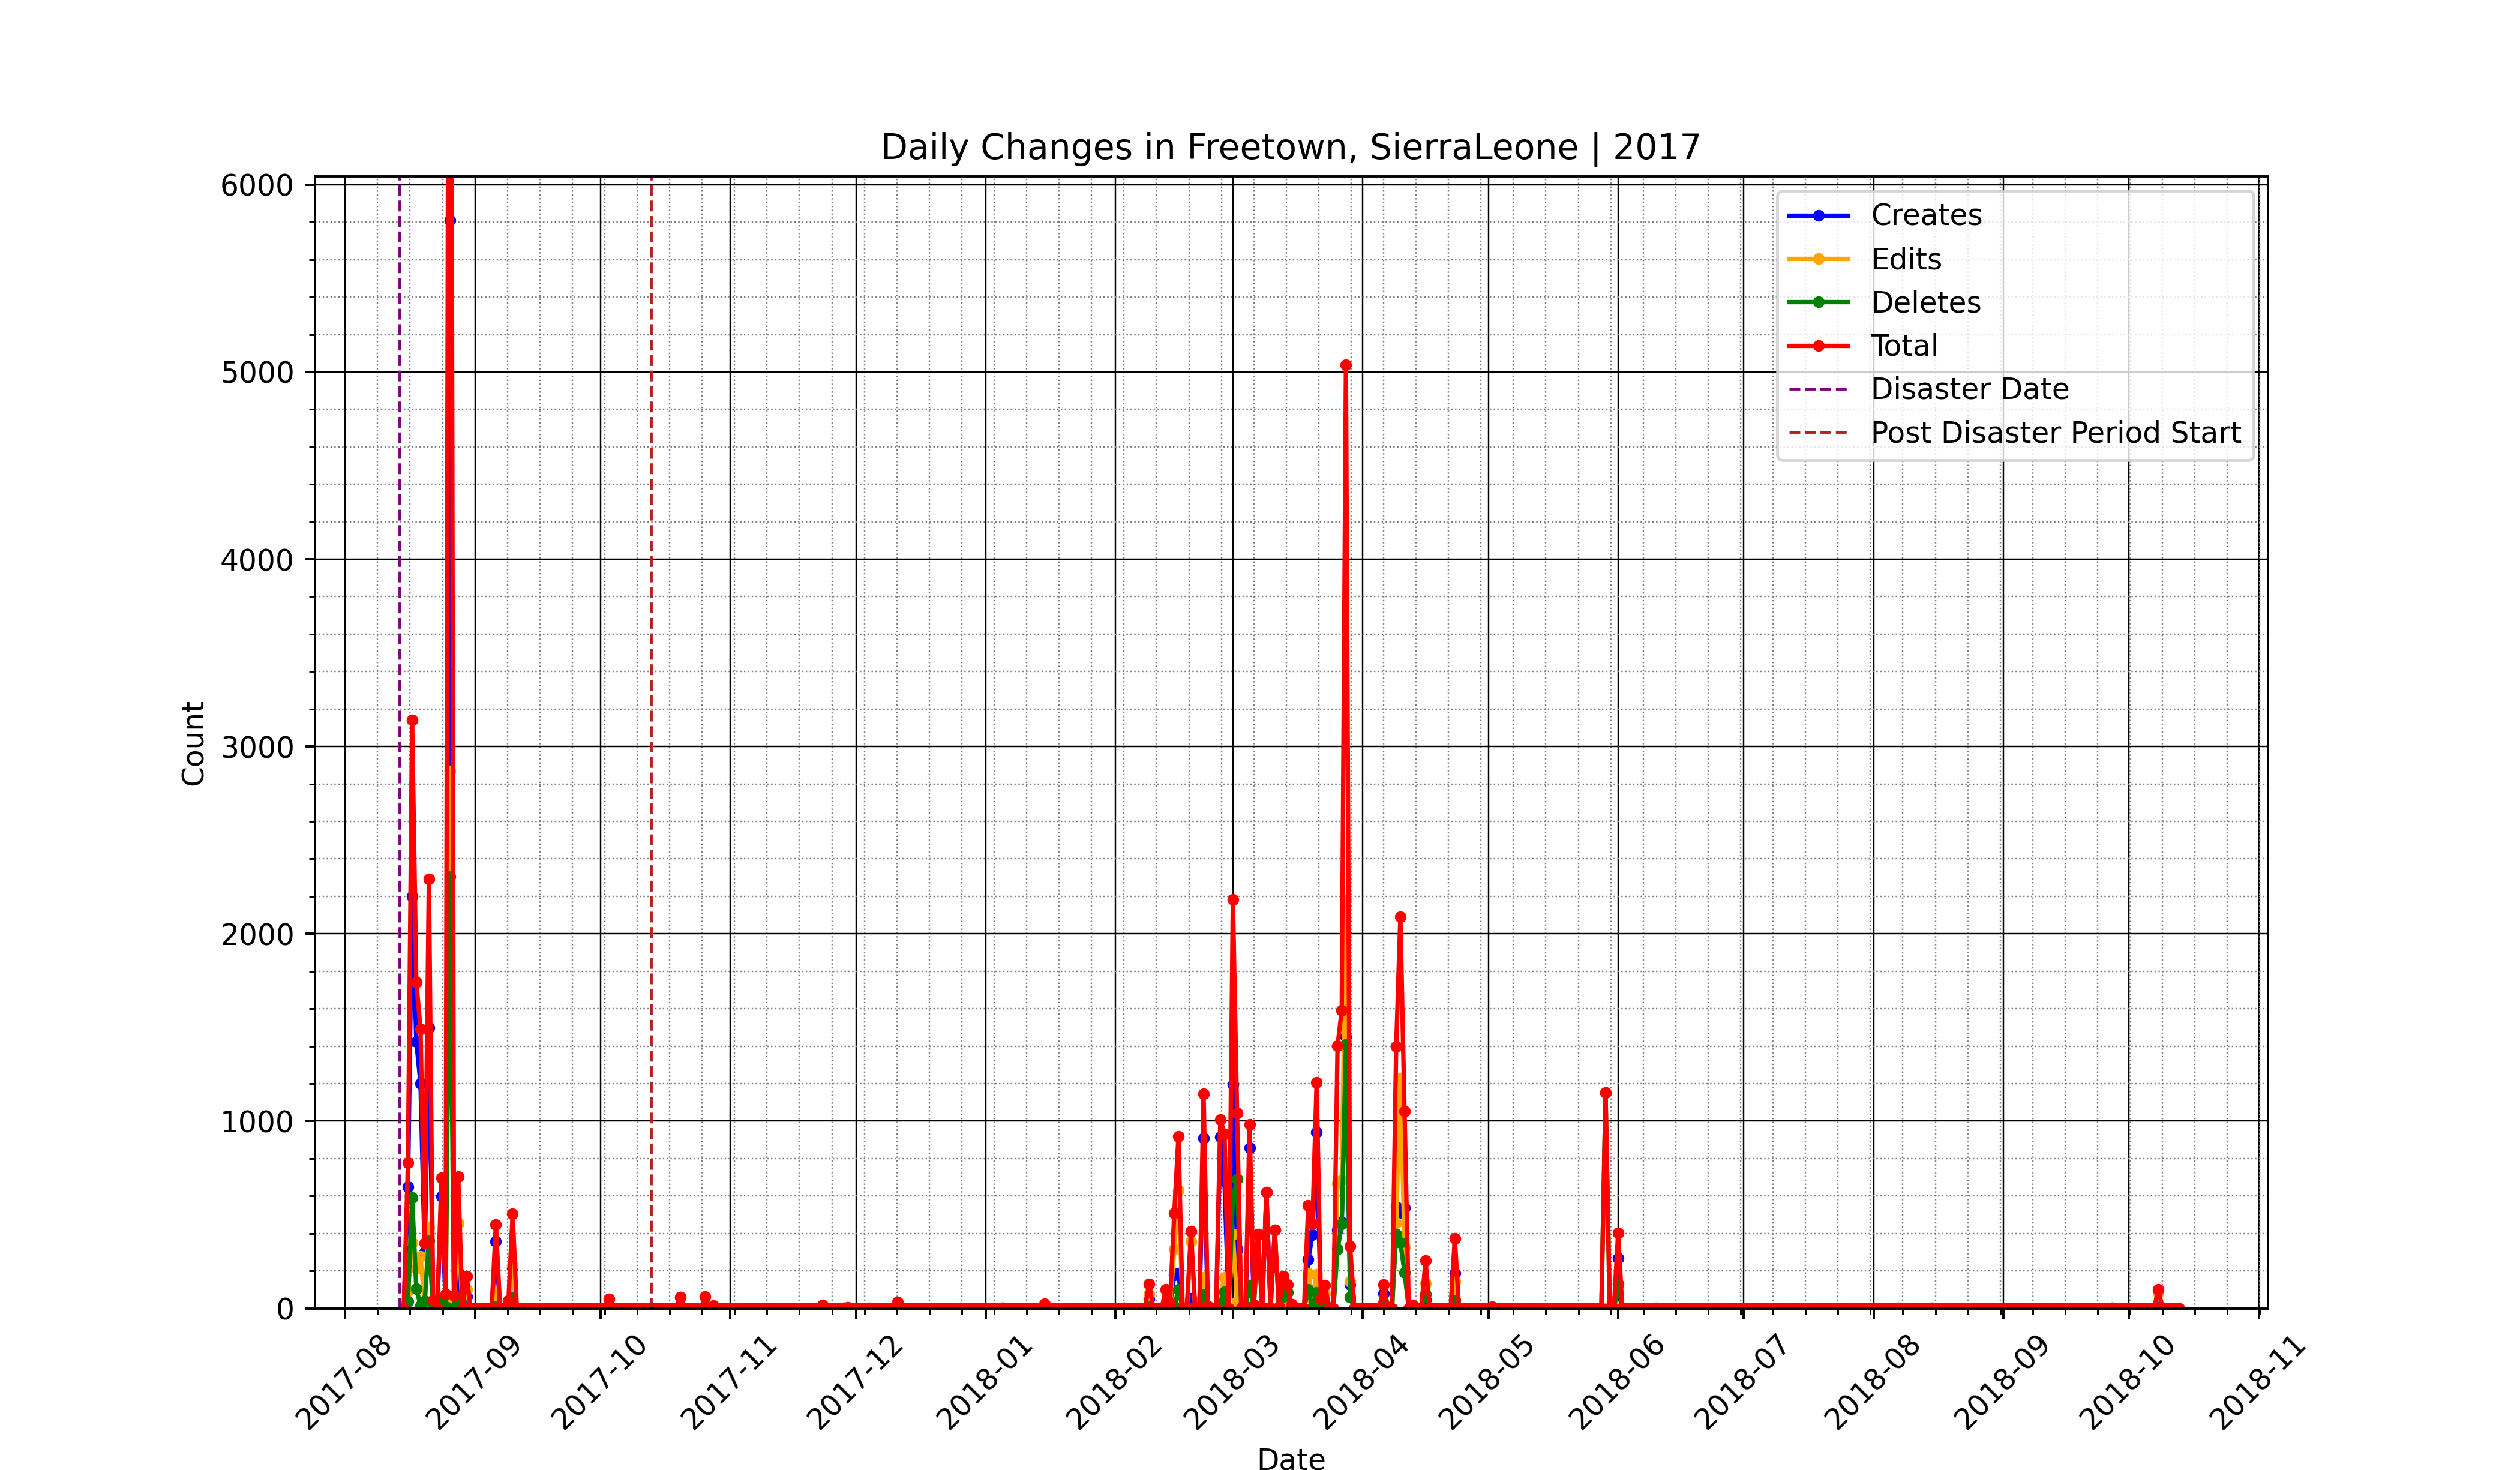 Daily Changes in Freetown, SierraLeone | 2017
6000
5000
4000
3000
2000
1000
0
Count
Creates
Edits
Deletes
Total
Disaster Date
Post Disaster Period Start
2017-08
2017-09
2017-10
2017-11
2017-12
2018-01
2018-02
2018-03
2018-04
2018-05
2018-06
2018-07
2018-08
2018-09
2018-10
2018-11
Date